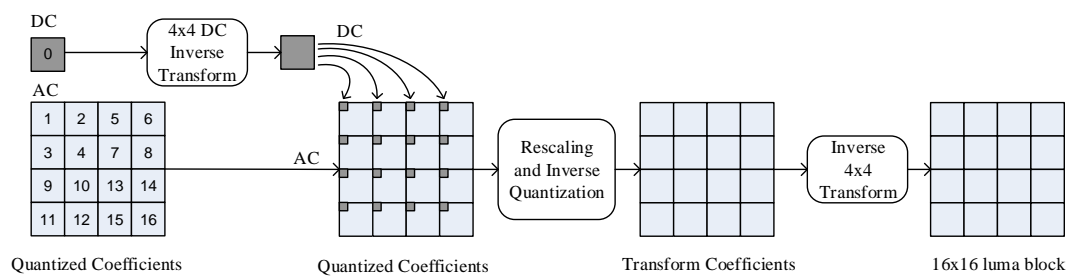 DC
0
4x4 DC
Inverse
Transform
DC
AC
1 2 5 6
3 4 7 8
9 10 13 14
11 12 15 16
AC
Rescaling
and Inverse
Quantization
Inverse
4x4
Transform
Quantized Coefficients
Quantized Coefficients
Transform Coefficients
16x16 luma block